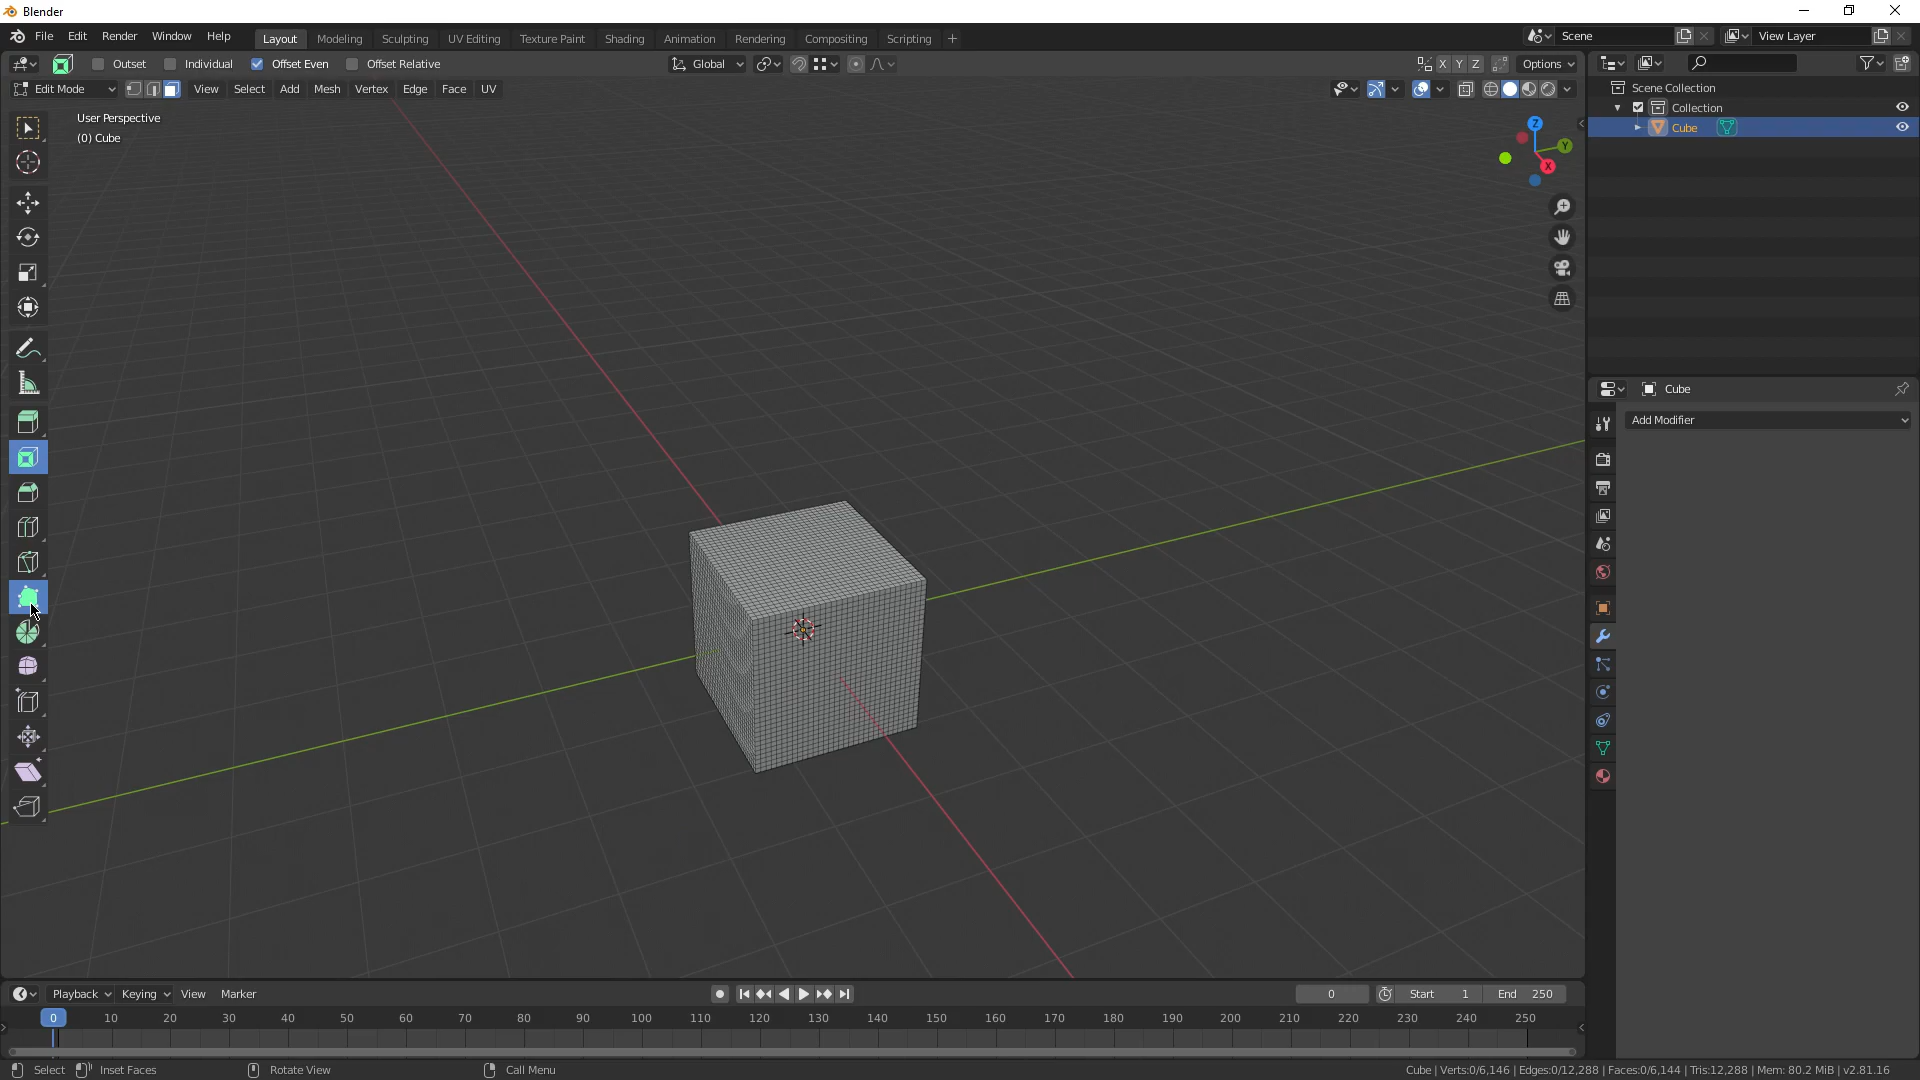 Blender
File Edit Render Window Help Layout Modeling Sculpting UV Editing Texture Paint Shading Animation Rendering Compositing Scripting + Scene View Layer
Outset Individual Offset Even Offset Relative Global X Y Z Options
Edit Mode View Select Add Mesh Vertex Edge Face UV
User Perspective
(0) Cube
Z
Y
X
Scene Collection
Collection
Cube
Cube
Add Modifier
Playback Keying View Marker 0 Start 1 End 250
0 10 20 30 40 50 60 70 80 90 100 110 120 130 140 150 160 170 180 190 200 210 220 230 240 250
Select Inset Faces Rotate View Call Menu Cube | Verts:0/6,146 | Edges:0/12,288 | Faces:0/6,144 | Tris:12,288 | Mem: 80.2 MiB | v2.81.16